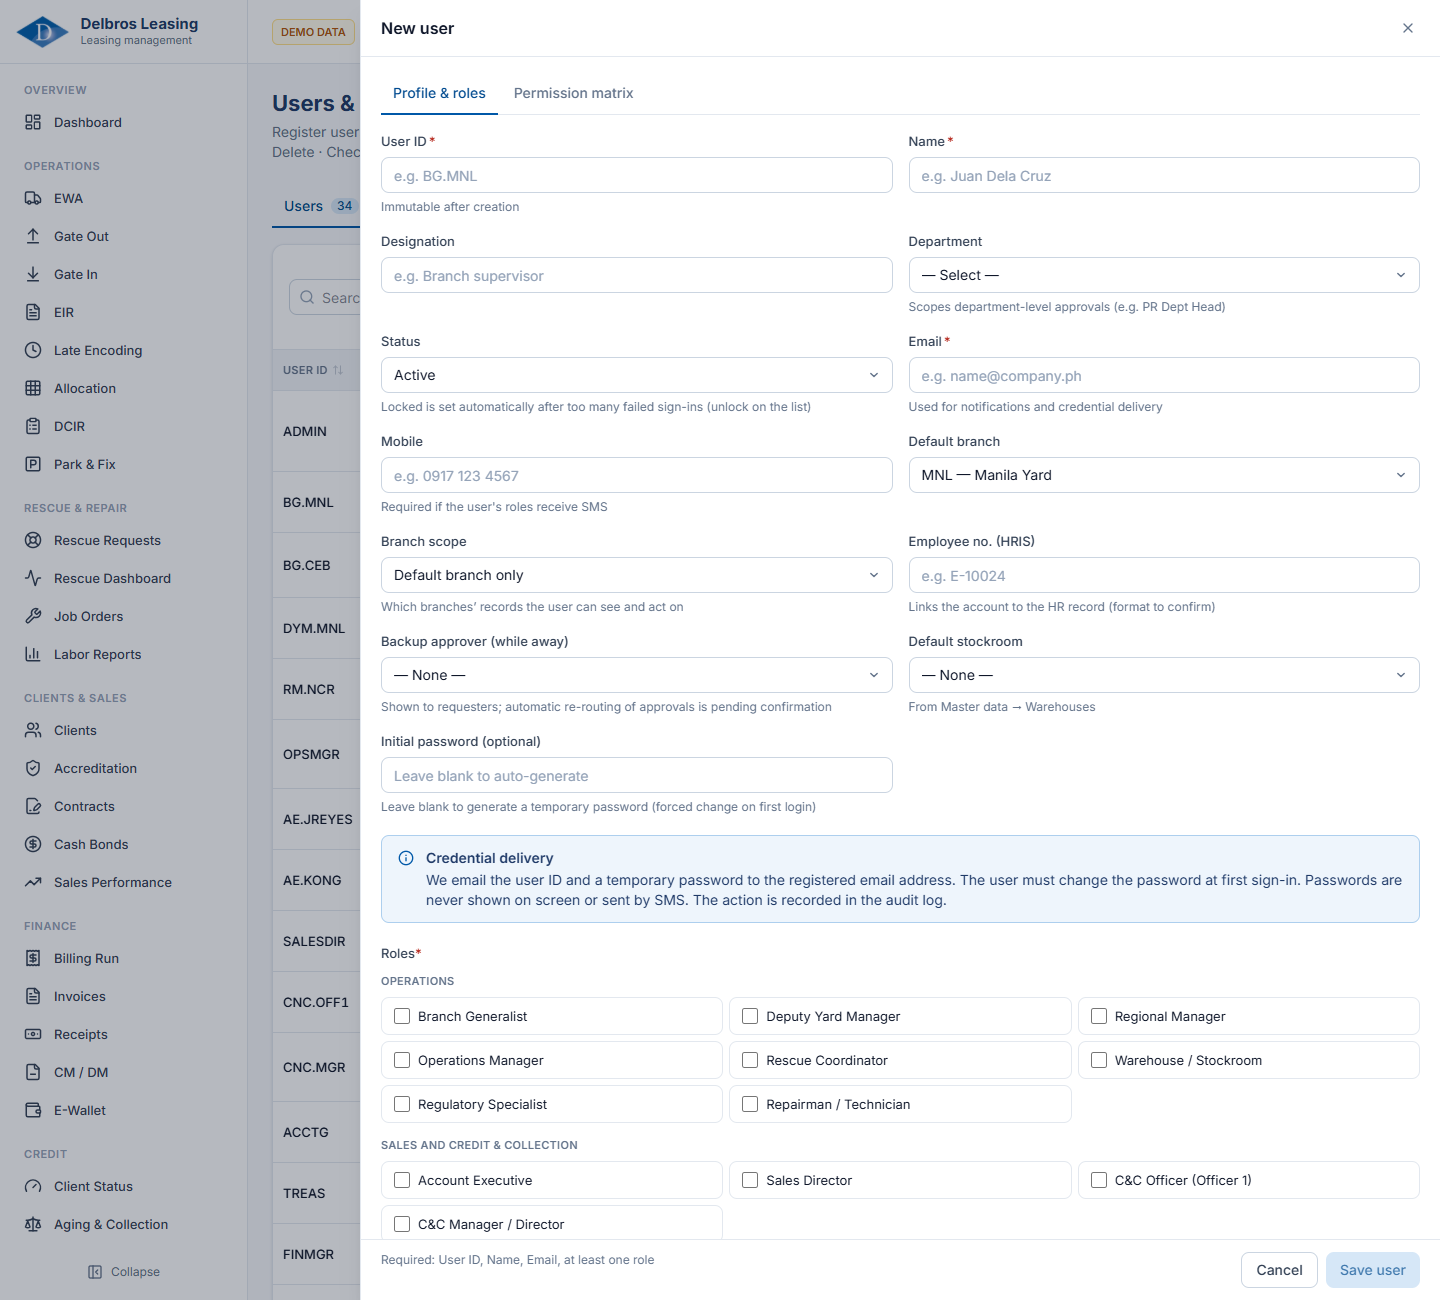 Delbros Leasing
Leasing management
OVERVIEW
Dashboard
OPERATIONS
EWA
Gate Out
Gate In
EIR
Late Encoding
Allocation
DCIR
Park & Fix
RESCUE & REPAIR
Rescue Requests
Rescue Dashboard
Job Orders
Labor Reports
CLIENTS & SALES
Clients
Accreditation
Contracts
Cash Bonds
Sales Performance
FINANCE
Billing Run
Invoices
Receipts
CM / DM
E-Wallet
CREDIT
Client Status
Aging & Collection
Collapse
DEMO DATA
Users &
Register user
Delete · Chec
Users 34
Searc
USER ID
ADMIN
BG.MNL
BG.CEB
DYM.MNL
RM.NCR
OPSMGR
AE.JREYES
AE.KONG
SALESDIR
CNC.OFF1
CNC.MGR
ACCTG
TREAS
FINMGR
New user
Profile & roles Permission matrix
User ID *
e.g. BG.MNL
Immutable after creation
Name *
e.g. Juan Dela Cruz
Designation
e.g. Branch supervisor
Department
— Select —
Scopes department-level approvals (e.g. PR Dept Head)
Status
Active
Locked is set automatically after too many failed sign-ins (unlock on the list)
Email *
e.g. name@company.ph
Used for notifications and credential delivery
Mobile
e.g. 0917 123 4567
Required if the user's roles receive SMS
Default branch
MNL — Manila Yard
Branch scope
Default branch only
Which branches’ records the user can see and act on
Employee no. (HRIS)
e.g. E-10024
Links the account to the HR record (format to confirm)
Backup approver (while away)
— None —
Shown to requesters; automatic re-routing of approvals is pending confirmation
Default stockroom
— None —
From Master data → Warehouses
Initial password (optional)
Leave blank to auto-generate
Leave blank to generate a temporary password (forced change on first login)
Credential delivery
We email the user ID and a temporary password to the registered email address. The user must change the password at first sign-in. Passwords are
never shown on screen or sent by SMS. The action is recorded in the audit log.
Roles*
OPERATIONS
Branch Generalist Deputy Yard Manager Regional Manager
Operations Manager Rescue Coordinator Warehouse / Stockroom
Regulatory Specialist Repairman / Technician
SALES AND CREDIT & COLLECTION
Account Executive Sales Director C&C Officer (Officer 1)
C&C Manager / Director
Required: User ID, Name, Email, at least one role
Cancel Save user